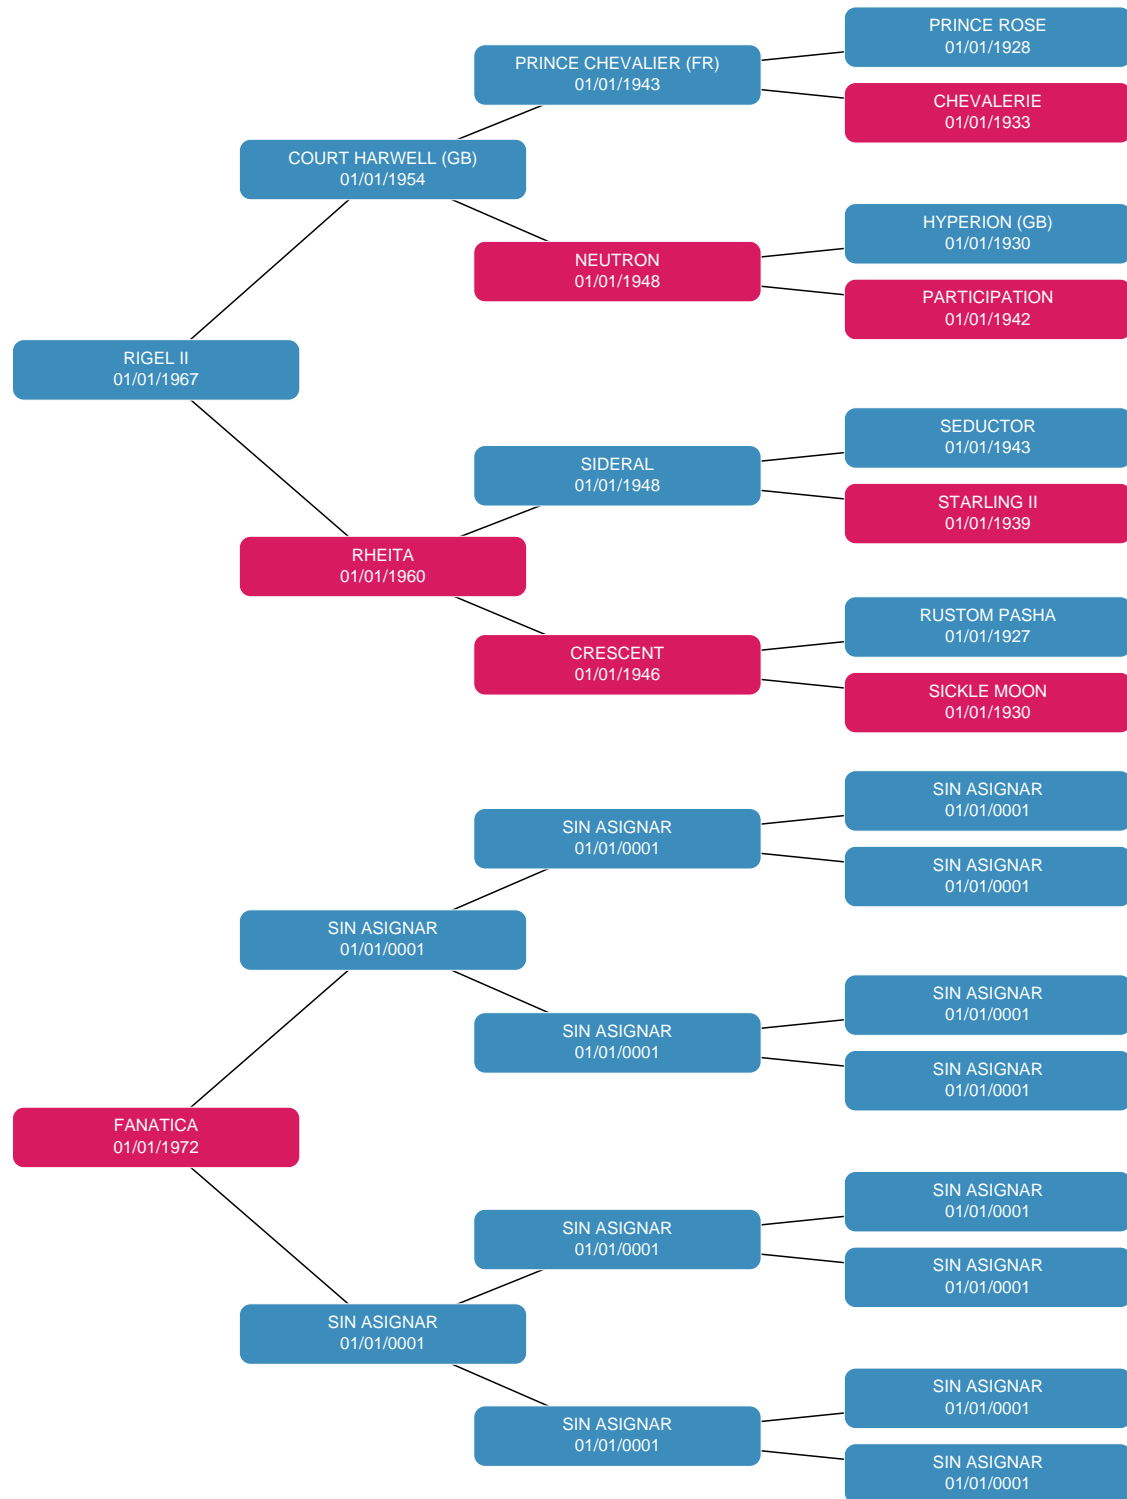 PRINCE ROSE
01/01/1928
PRINCE CHEVALIER (FR)
01/01/1943
CHEVALERIE
01/01/1933
COURT HARWELL (GB)
01/01/1954
HYPERION (GB)
01/01/1930
NEUTRON
01/01/1948
PARTICIPATION
01/01/1942
RIGEL II
01/01/1967
SEDUCTOR
01/01/1943
SIDERAL
01/01/1948
STARLING II
01/01/1939
RHEITA
01/01/1960
RUSTOM PASHA
01/01/1927
CRESCENT
01/01/1946
SICKLE MOON
01/01/1930
SIN ASIGNAR
01/01/0001
SIN ASIGNAR
01/01/0001
SIN ASIGNAR
01/01/0001
SIN ASIGNAR
01/01/0001
SIN ASIGNAR
01/01/0001
SIN ASIGNAR
01/01/0001
SIN ASIGNAR
01/01/0001
FANATICA
01/01/1972
SIN ASIGNAR
01/01/0001
SIN ASIGNAR
01/01/0001
SIN ASIGNAR
01/01/0001
SIN ASIGNAR
01/01/0001
SIN ASIGNAR
01/01/0001
SIN ASIGNAR
01/01/0001
SIN ASIGNAR
01/01/0001